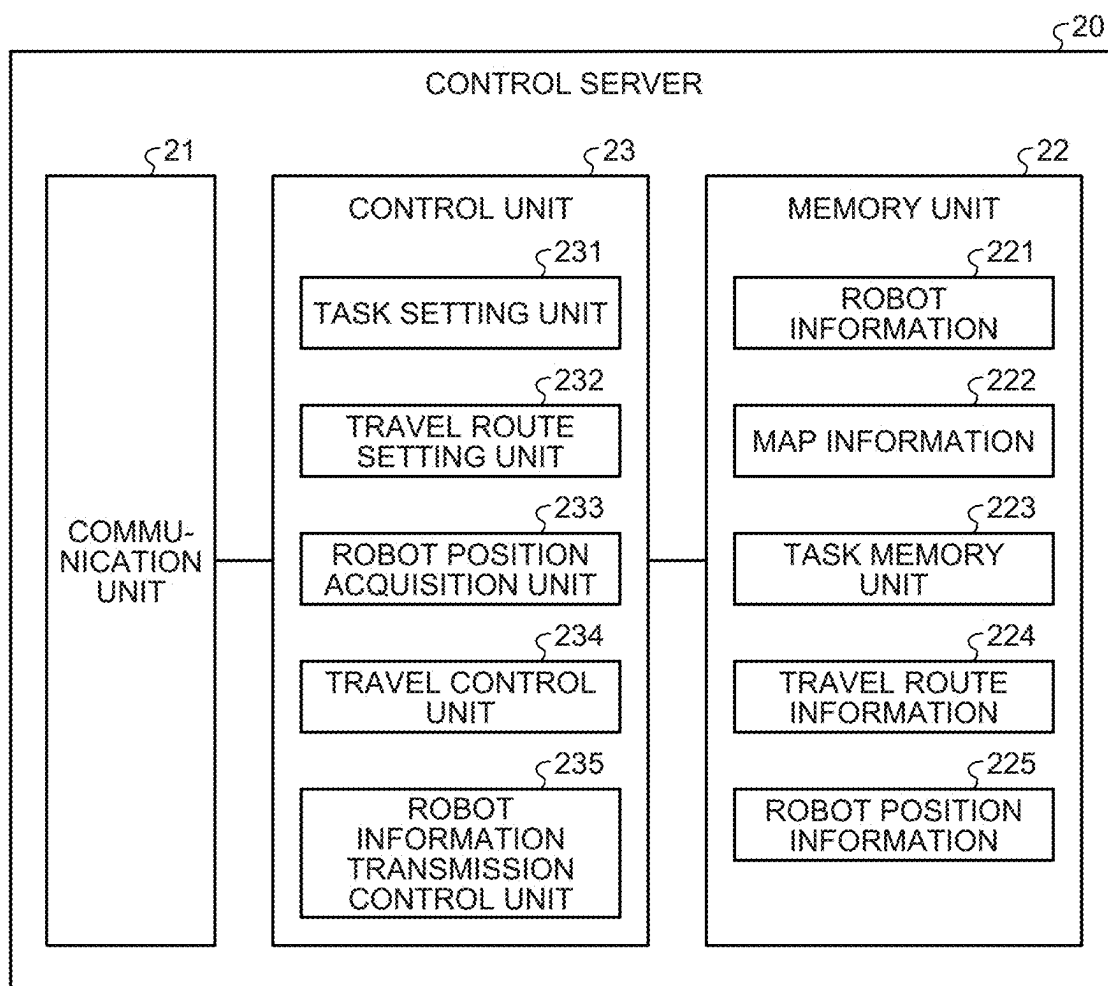 20
CONTROL SERVER
21
COMMU-
NICATION
UNIT
23
CONTROL UNIT
231
TASK SETTING UNIT
232
TRAVEL ROUTE
SETTING UNIT
233
ROBOT POSITION
ACQUISITION UNIT
234
TRAVEL CONTROL
UNIT
235
ROBOT
INFORMATION
TRANSMISSION
CONTROL UNIT
22
MEMORY UNIT
221
ROBOT
INFORMATION
222
MAP INFORMATION
223
TASK MEMORY
UNIT
224
TRAVEL ROUTE
INFORMATION
225
ROBOT POSITION
INFORMATION